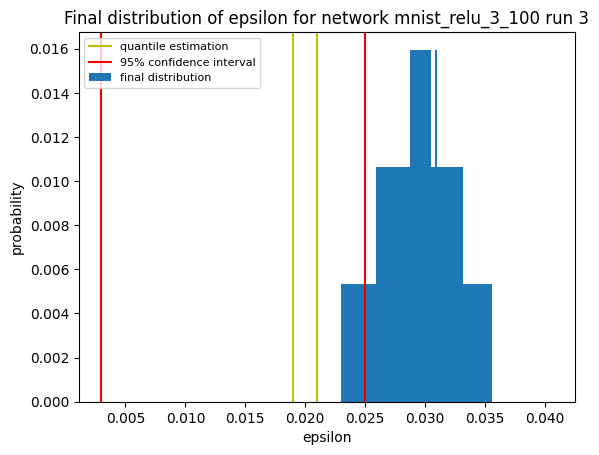 Final distribution of epsilon for network mnist_relu_3_100 run 3
quantile estimation
95% confidence interval
final distribution
probability
0.016
0.014
0.012
0.010
0.008
0.006
0.004
0.002
0.000
0.005 0.010 0.015 0.020 0.025 0.030 0.035 0.040
epsilon